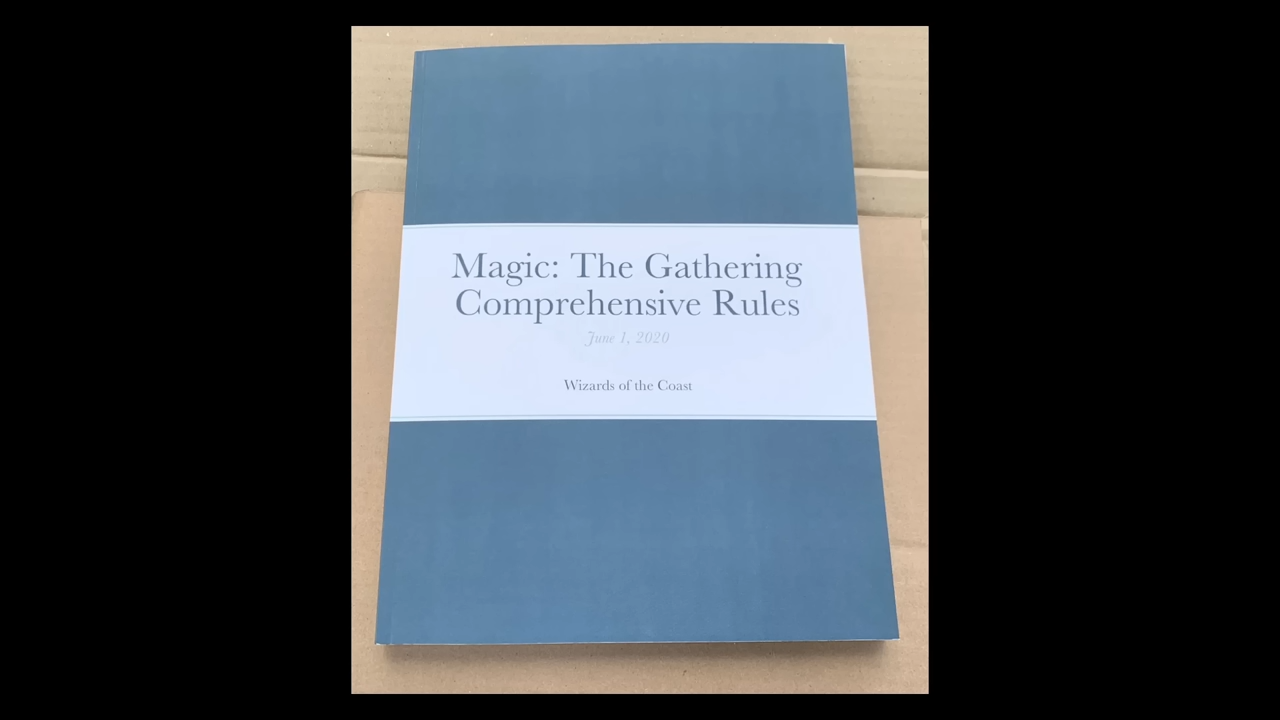 Magic: The Gathering
Comprehensive Rules
June 1, 2020
Wizards of the Coast